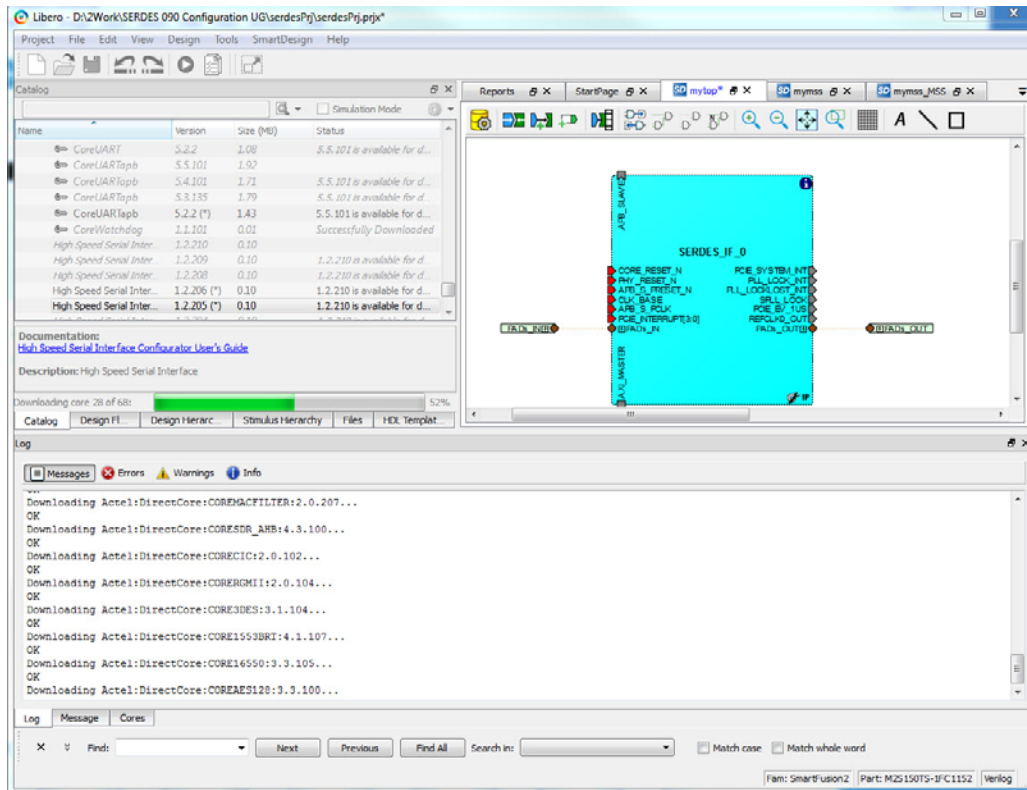 Libero - D:\2Work\SERDES 090 Configuration UG\serdesPrj\serdesPrj.prjx*
Project File Edit View Design Tools SmartDesign Help
Catalog
Simulation Mode
Name Version Size (MB) Status
CoreUART 5.2.2 1.08 5.5.101 is available for d...
CoreUARTapb 5.5.101 1.92
CoreUARTapb 5.4.101 1.71 5.5.101 is available for d...
CoreUARTapb 5.3.135 1.79 5.5.101 is available for d...
CoreUARTapb 5.2.2 (*) 1.43 5.5.101 is available for d...
CoreWatchdog 1.1.101 0.01 Successfully Downloaded
High Speed Serial Inter... 1.2.210 0.10
High Speed Serial Inter... 1.2.209 0.10 1.2.210 is available for d...
High Speed Serial Inter... 1.2.208 0.10 1.2.210 is available for d...
High Speed Serial Inter... 1.2.206 (*) 0.10 1.2.210 is available for d...
High Speed Serial Inter... 1.2.205 (*) 0.10 1.2.210 is available for d...
Documentation:
High Speed Serial Interface Configurator User's Guide
Description: High Speed Serial Interface
Downloading core 28 of 68: 52%
Catalog Design Fl... Design Hierarc... Stimulus Hierarchy Files HDL Templat...
Reports StartPage mytop* mymss mymss_MSS
A
APB_SLAVE
SERDES_IF_0
CORE_RESET_N PCIE_SYSTEM_INT
PHY_RESET_N PLL_LOCK_INT
APB_S_PRESET_N PLL_LOCKLOST_INT
CLK_BASE SPLL_LOCK
APB_S_PCLK PCIE_EV_1US
PCIE_INTERRUPT[3:0] REFCLK0_OUT
PADs_IN PADs_IN PADs_OUT PADs_OUT
AXI_MASTER
Log
Messages Errors Warnings Info
OK
Downloading Actel:DirectCore:COREMACFILTER:2.0.207...
OK
Downloading Actel:DirectCore:CORESDR_AHB:4.3.100...
OK
Downloading Actel:DirectCore:CORECIC:2.0.102...
OK
Downloading Actel:DirectCore:CORERGMII:2.0.104...
OK
Downloading Actel:DirectCore:CORE3DES:3.1.104...
OK
Downloading Actel:DirectCore:CORE1553BRT:4.1.107...
OK
Downloading Actel:DirectCore:CORE16550:3.3.105...
OK
Downloading Actel:DirectCore:COREAES128:3.3.100...
Log Message Cores
Find: Next Previous Find All Search in: Match case Match whole word
Fam: SmartFusion2 Part: M2S150TS-1FC1152 Verilog